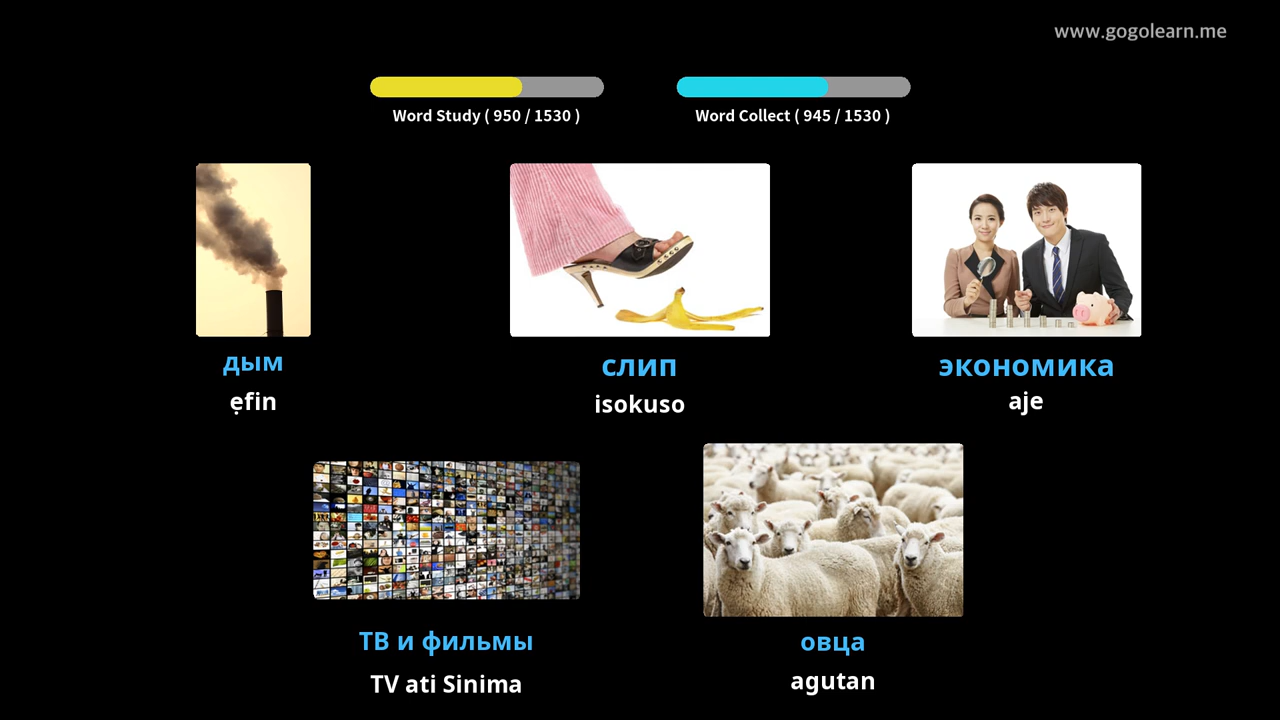 www.gogolearn.me
Word Study ( 950 / 1530 )
Word Collect ( 945 / 1530 )
дым
ẹfin
слип
isokuso
экономика
aje
ТВ и фильмы
TV ati Sinima
овца
agutan